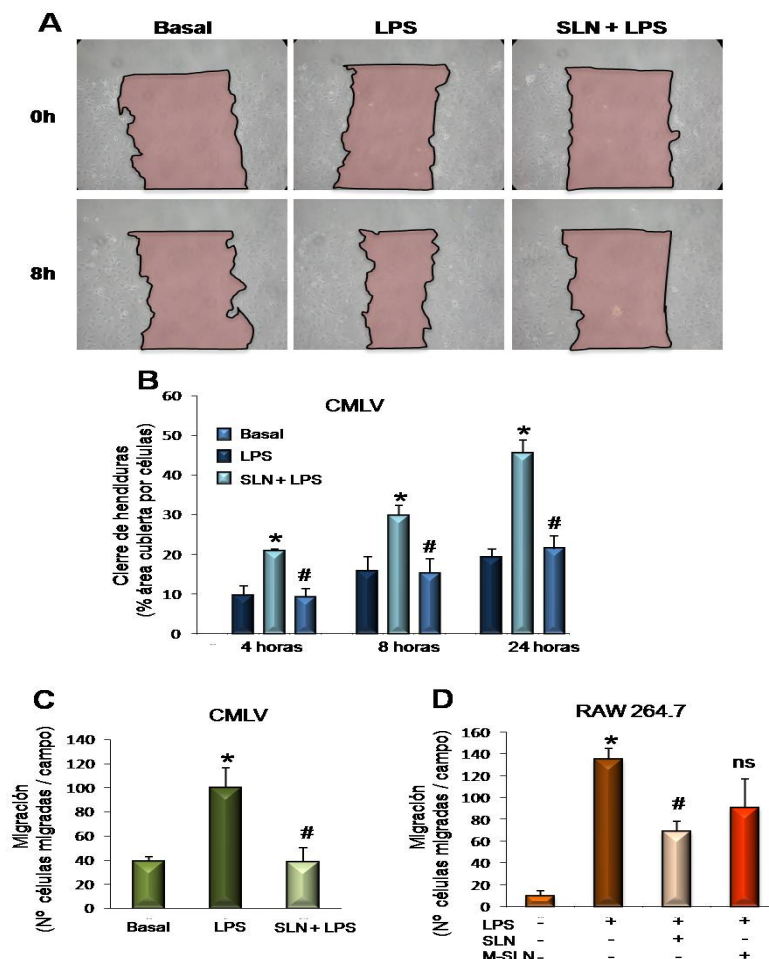 A
Basal
LPS
SLN + LPS
0h
8h
B
CMLV
Cierre de hendiduras
(% área cubierta por células)
60
50
40
30
20
10
0
Basal
LPS
SLN + LPS
*
#
*
#
*
#
4 horas
8 horas
24 horas
C
CMLV
Migración
(Nº células migradas / campo)
140
120
100
80
60
40
20
0
*
#
Basal
LPS
SLN + LPS
D
RAW 264.7
Migración
(Nº células migradas / campo)
160
140
120
100
80
60
40
20
0
*
#
ns
LPS - + + +
SLN - - + -
M-SLN - - - +